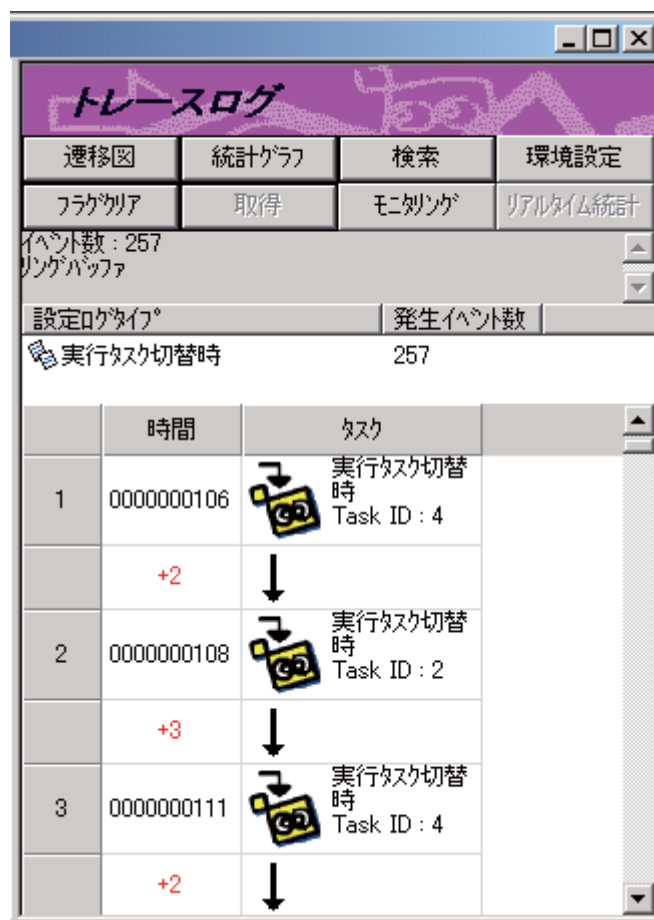 トレースログ
遷移図 統計ｸﾞﾗﾌ 検索 環境設定
ﾌﾗｸﾞｸﾘｱ 取得 ﾓﾆﾀﾘﾝｸﾞ ﾘｱﾙﾀｲﾑ統計
ｲﾍﾞﾝﾄ数 : 257
ﾘﾝｸﾞﾊﾞｯﾌｧ
設定ﾛｸﾞﾀｲﾌﾟ 発生ｲﾍﾞﾝﾄ数
実行ﾀｽｸ切替時 257
時間 ﾀｽｸ
1 0000000106 実行ﾀｽｸ切替
時
Task ID : 4
+2
2 0000000108 実行ﾀｽｸ切替
時
Task ID : 2
+3
3 0000000111 実行ﾀｽｸ切替
時
Task ID : 4
+2